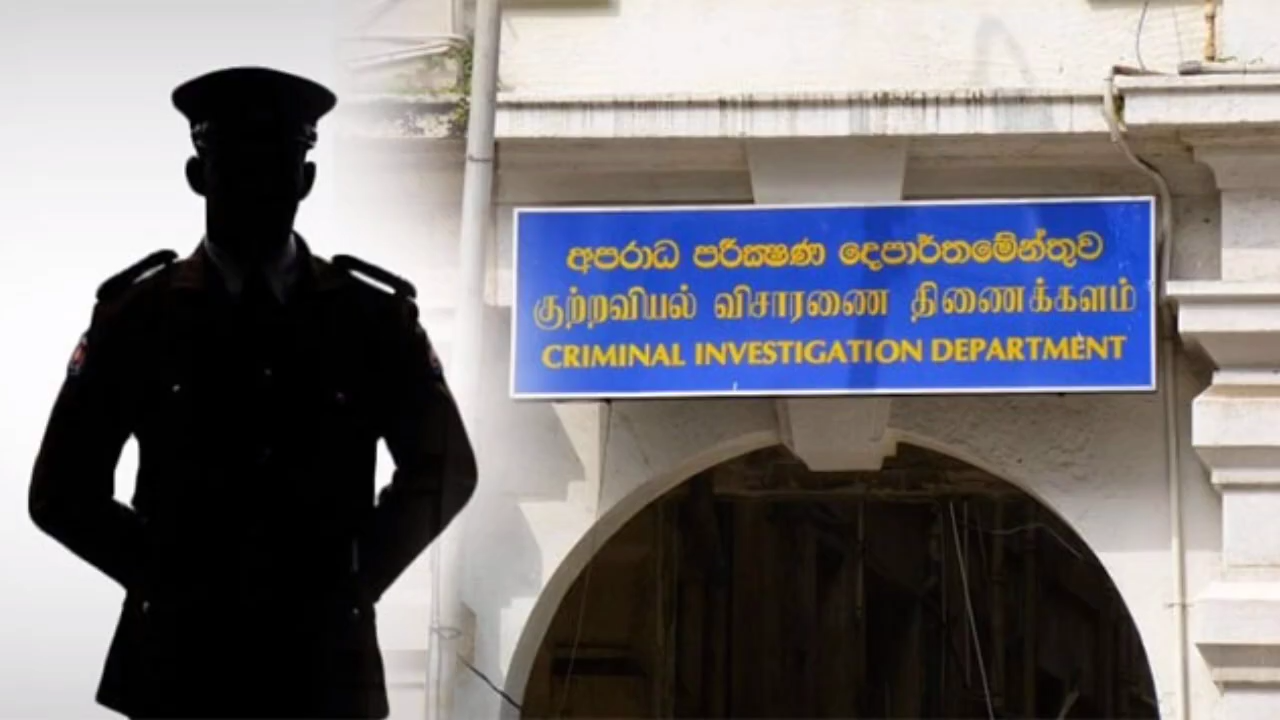 අපරාධ පරීක්ෂණ දෙපාර්තමේන්තුව
குற்றவியல் விசாரணை திணைக்களம்
CRIMINAL INVESTIGATION DEPARTMENT